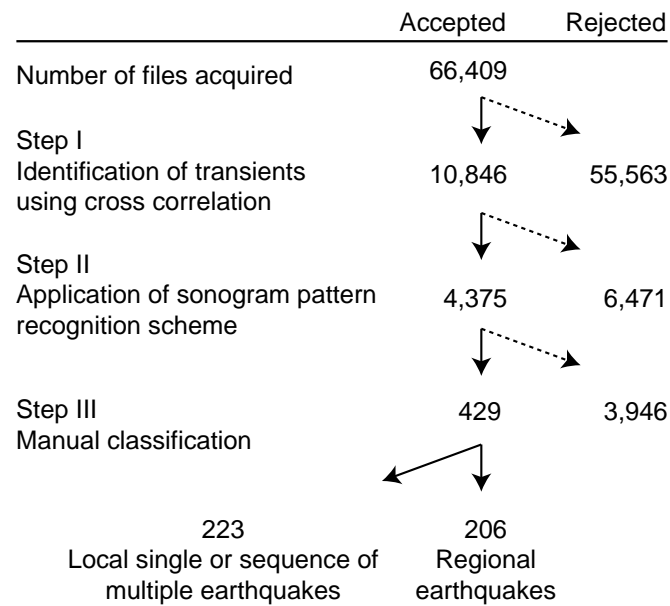 Accepted Rejected
Number of files acquired 66,409
Step I
Identification of transients
using cross correlation 10,846 55,563
Step II
Application of sonogram pattern
recognition scheme 4,375 6,471
Step III 429 3,946
Manual classification
223 206
Local single or sequence of Regional
multiple earthquakes earthquakes